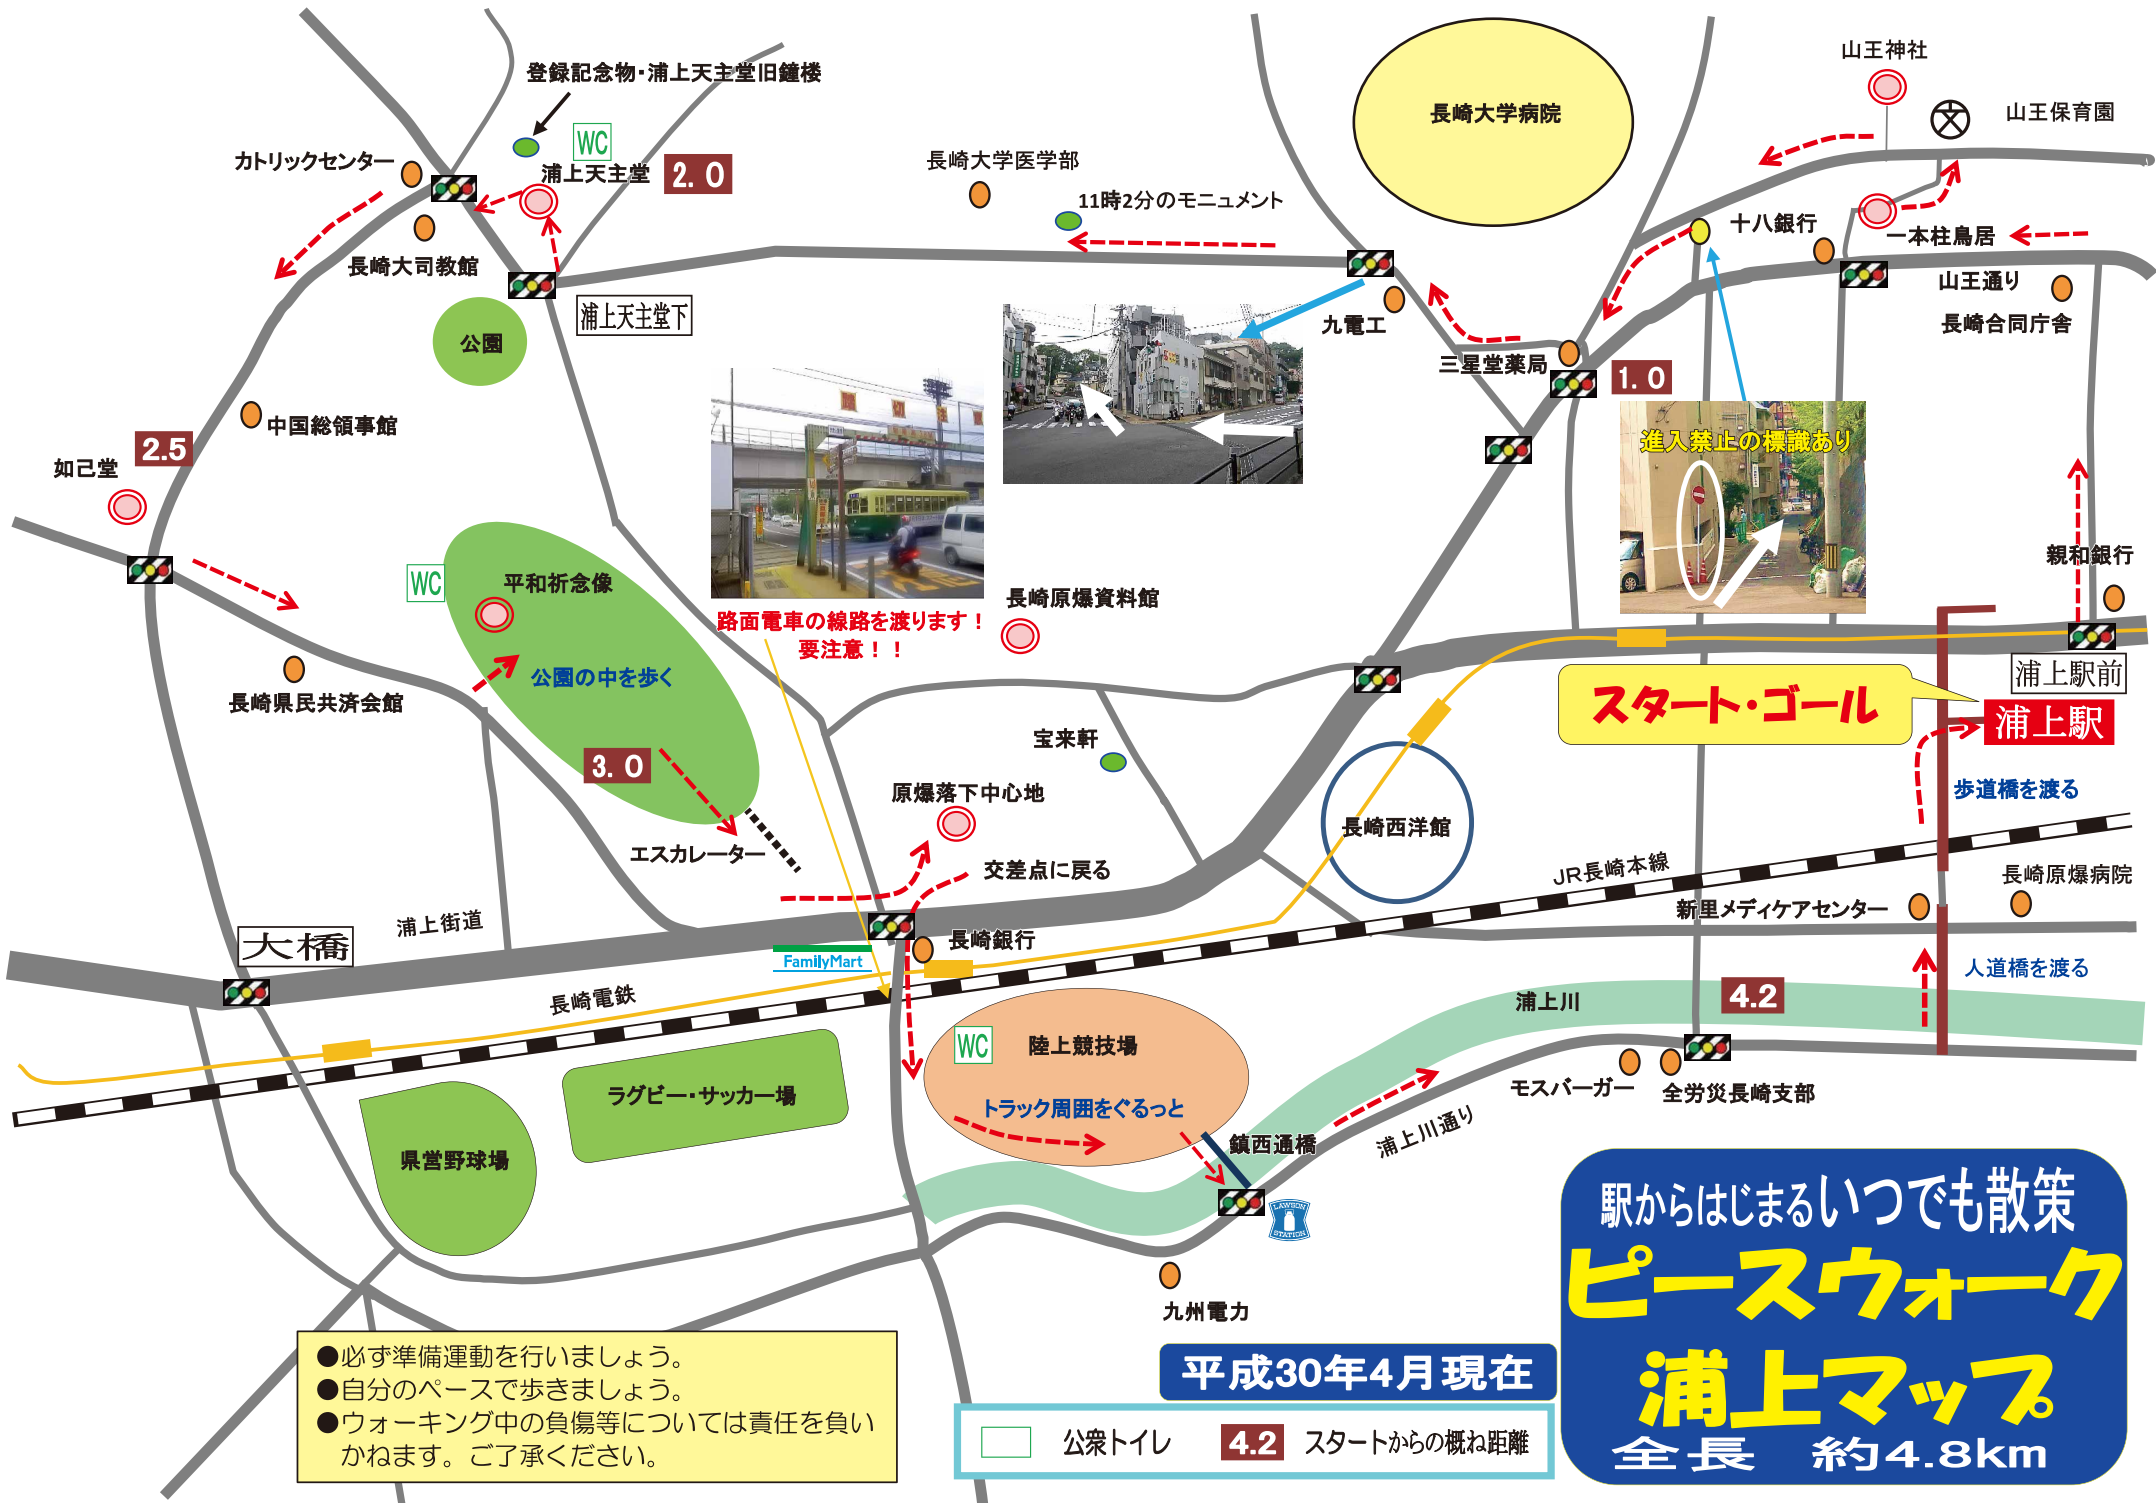 山王神社
登録記念物・浦上天主堂旧鐘楼
WC
長崎大学病院
山王保育園
カトリックセンター
浦上天主堂
2.0
長崎大学医学部
11時2分のモニュメント
十八銀行
一本柱鳥居
長崎大司教館
山王通り
浦上天主堂下
九電工
長崎合同庁舎
公園
三星堂薬局
1.0
中国総領事館
2.5
如己堂
進入禁止の標識あり
親和銀行
WC
平和祈念像
長崎原爆資料館
路面電車の線路を渡ります！
要注意！！
公園の中を歩く
浦上駅前
長崎県民共済会館
スタート・ゴール
浦上駅
宝来軒
3.0
原爆落下中心地
歩道橋を渡る
長崎西洋館
エスカレーター
交差点に戻る
JR長崎本線
長崎原爆病院
新里メディケアセンター
浦上街道
大橋
長崎銀行
FamilyMart
人道橋を渡る
長崎電鉄
浦上川
4.2
WC
陸上競技場
ラグビー・サッカー場
トラック周囲をぐるっと
モスバーガー
全労災長崎支部
鎮西通橋
浦上川通り
県営野球場
LAWSON
STATION
九州電力
駅からはじまるいつでも散策
ピースウォーク
浦上マップ
全長　約4.8km
●必ず準備運動を行いましょう。
●自分のペースで歩きましょう。
●ウォーキング中の負傷等については責任を負い
かねます。ご了承ください。
平成30年4月現在
公衆トイレ
4.2
スタートからの概ね距離